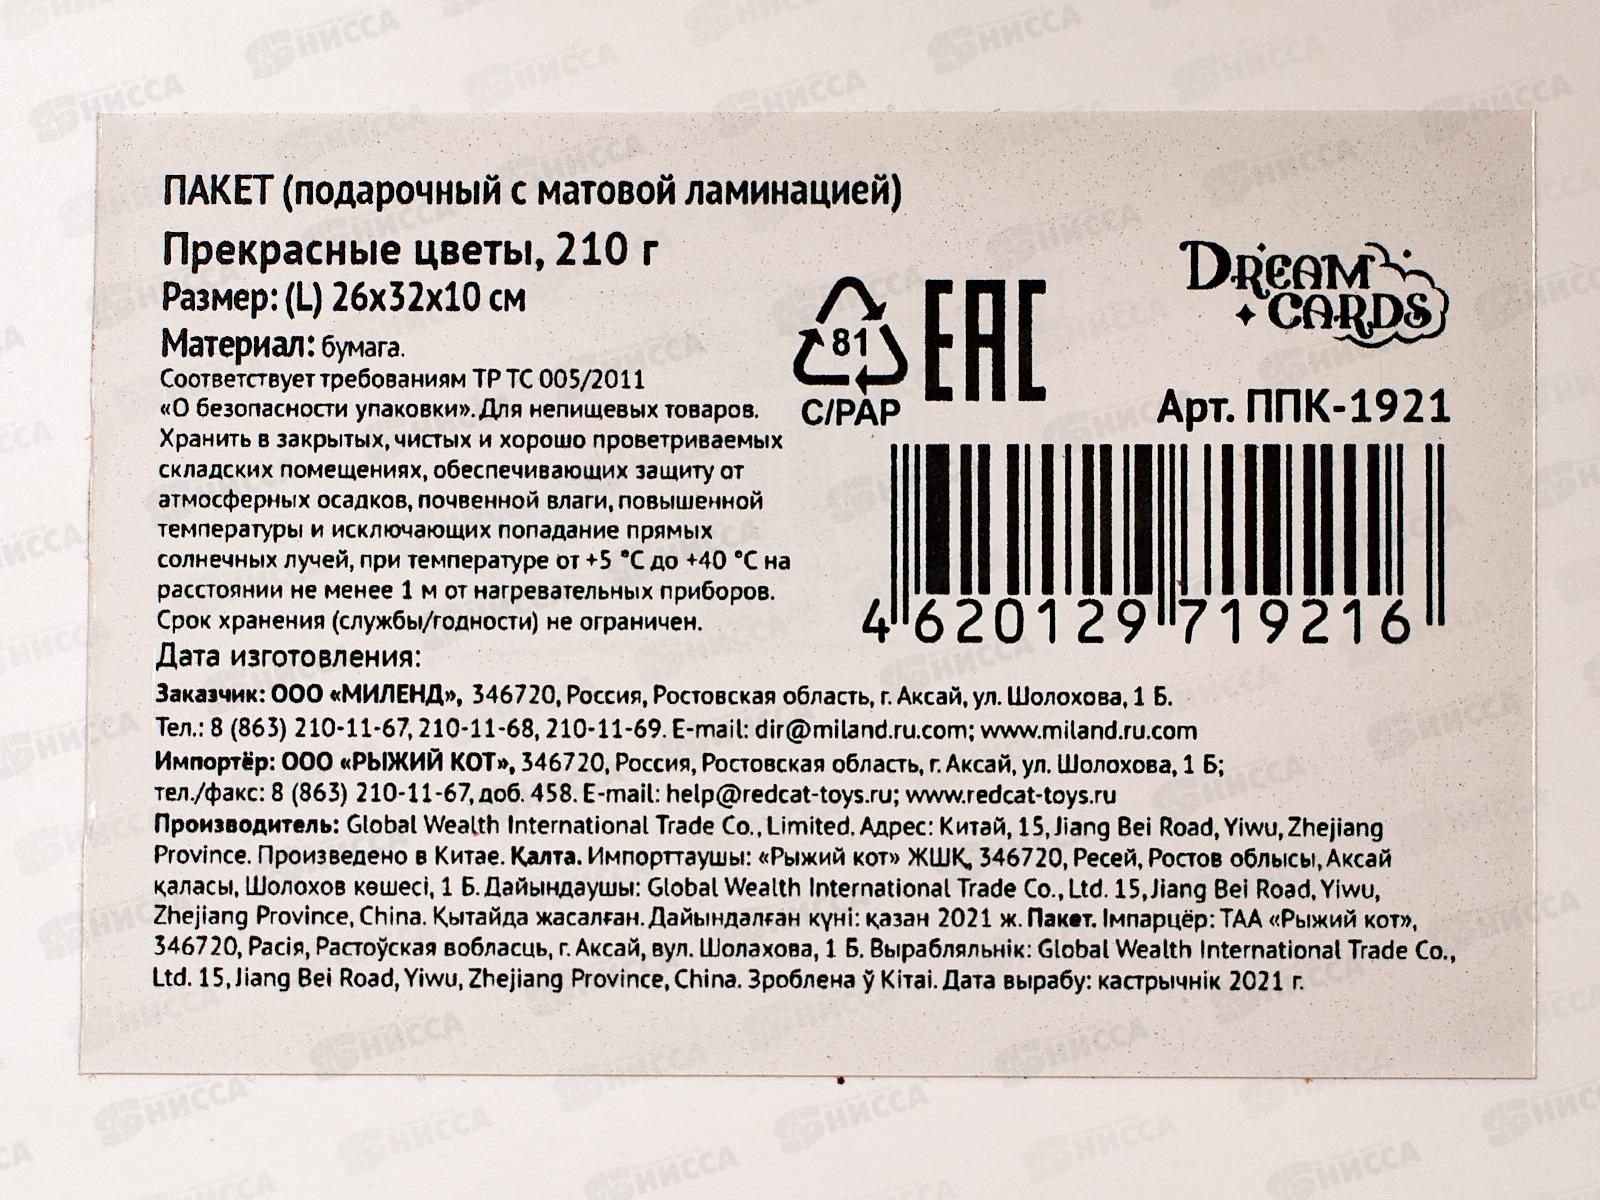 ПАКЕТ (подарочный с матовой ламинацией)
Прекрасные цветы, 210 г
Размер: (L) 26x32x10 см
Материал: бумага.
Соответствует требованиям ТР ТС 005/2011
«О безопасности упаковки». Для непищевых товаров.
Хранить в закрытых, чистых и хорошо проветриваемых
складских помещениях, обеспечивающих защиту от
атмосферных осадков, почвенной влаги, повышенной
температуры и исключающих попадание прямых
солнечных лучей, при температуре от +5 °С до +40 °С на
расстоянии не менее 1 м от нагревательных приборов.
Срок хранения (службы/годности) не ограничен.
Дата изготовления:
81
C/PAP
EAC
DREAM
CARDS
Арт. ППК-1921
4 620129 719216
Заказчик: ООО «МИЛЕНД», 346720, Россия, Ростовская область, г. Аксай, ул. Шолохова, 1 Б.
Тел.: 8 (863) 210-11-67, 210-11-68, 210-11-69. E-mail: dir@miland.ru.com; www.miland.ru.com
Импортёр: ООО «РЫЖИЙ КОТ», 346720, Россия, Ростовская область, г. Аксай, ул. Шолохова, 1 Б;
тел./факс: 8 (863) 210-11-67, доб. 458. E-mail: help@redcat-toys.ru; www.redcat-toys.ru
Производитель: Global Wealth International Trade Co., Limited. Адрес: Китай, 15, Jiang Bei Road, Yiwu, Zhejiang
Province. Произведено в Китае. Қалта. Импорттаушы: «Рыжий кот» ЖШҚ, 346720, Ресей, Ростов облысы, Аксай
қаласы, Шолохов көшесі, 1 Б. Дайындаушы: Global Wealth International Trade Co., Ltd. 15, Jiang Bei Road, Yiwu,
Zhejiang Province, China. Қытайда жасалған. Дайындалған күні: қазан 2021 ж. Пакет. Імпарцёр: ТАА «Рыжий кот»,
346720, Расія, Растоўская вобласць, г. Аксай, вул. Шолахова, 1 Б. Вырабляльнік: Global Wealth International Trade Co.,
Ltd. 15, Jiang Bei Road, Yiwu, Zhejiang Province, China. Зроблена ў Кітаі. Дата вырабу: кастрычнік 2021 г.